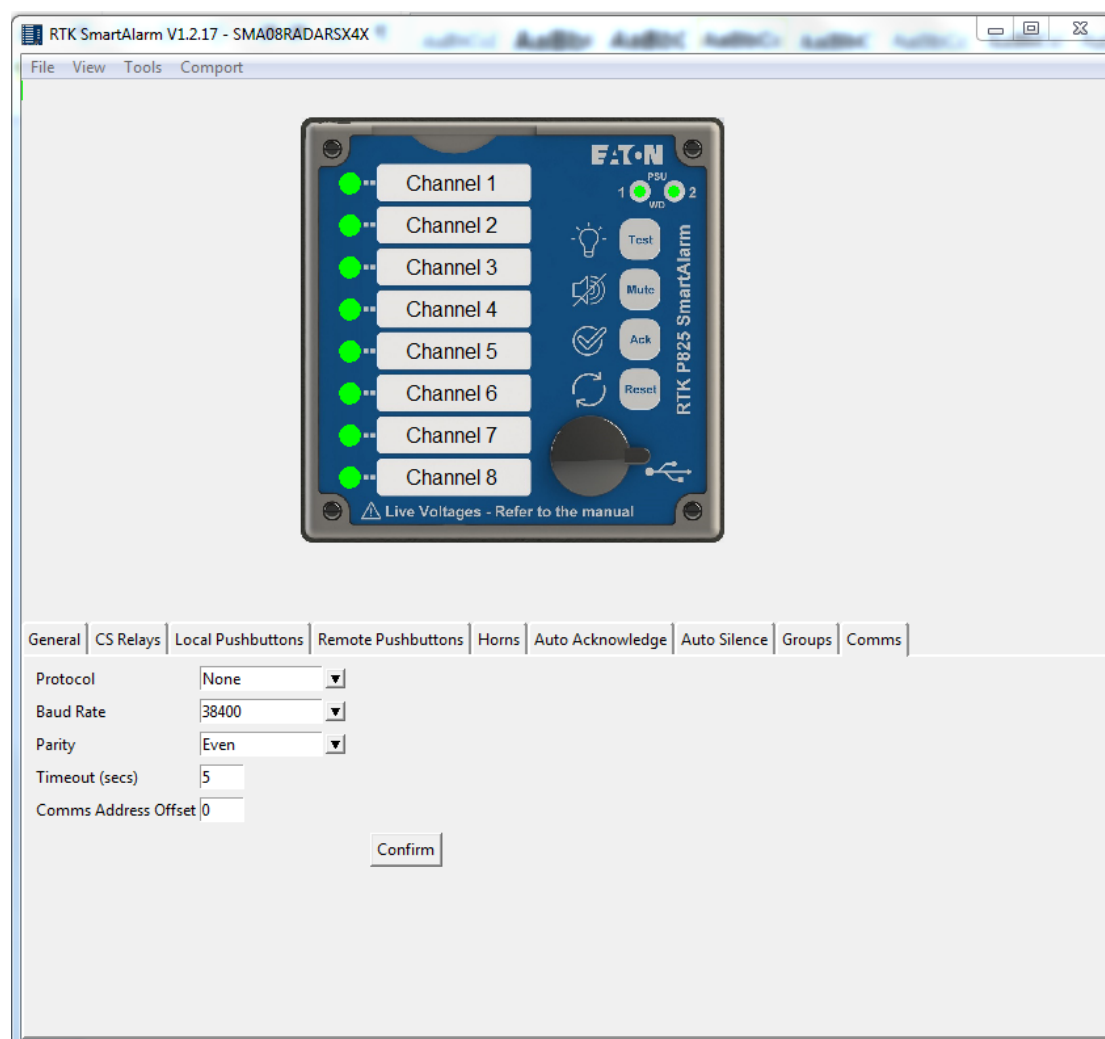 RTK SmartAlarm V1.2.17 - SMA08RADARSX4X
File View Tools Comport
EATON
PSU
1 2
WD
Channel 1
Channel 2
Channel 3
Channel 4
Channel 5
Channel 6
Channel 7
Channel 8
Test
Mute
Ack
Reset
RTK P825 SmartAlarm
Live Voltages - Refer to the manual
General CS Relays Local Pushbuttons Remote Pushbuttons Horns Auto Acknowledge Auto Silence Groups Comms
Protocol None
Baud Rate 38400
Parity Even
Timeout (secs) 5
Comms Address Offset 0
Confirm